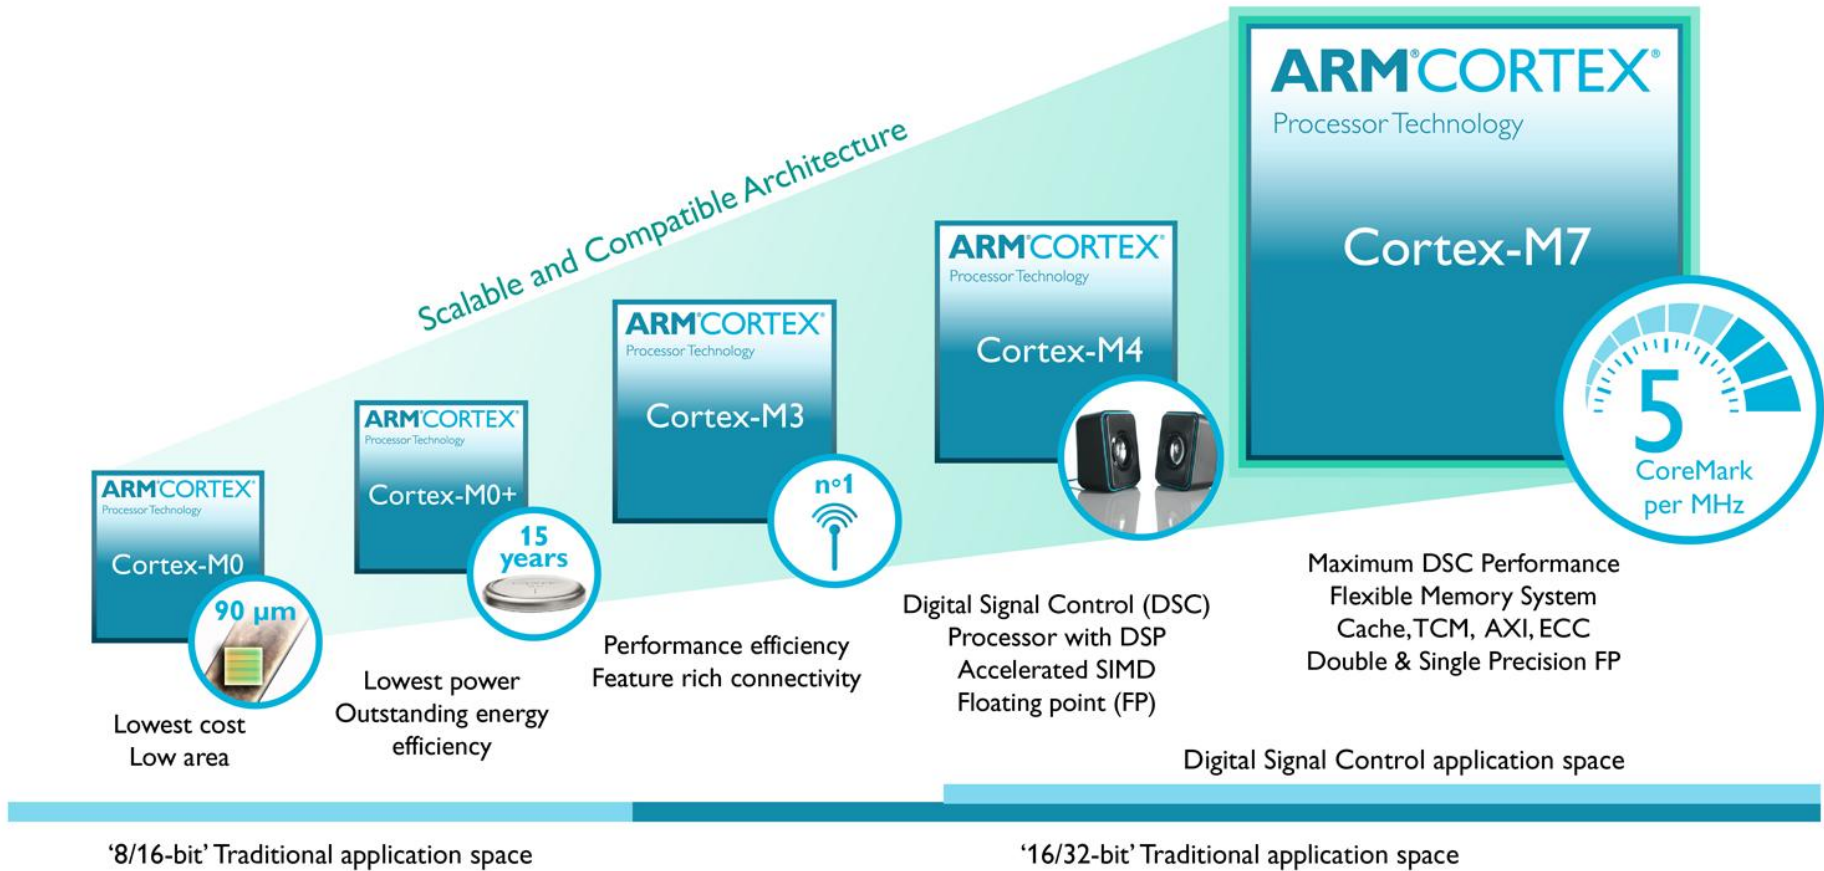 Scalable and Compatible Architecture
ARM®CORTEX®
Processor Technology
Cortex-M0
90 µm
Lowest cost
Low area
ARM®CORTEX®
Processor Technology
Cortex-M0+
15
years
Lowest power
Outstanding energy
efficiency
ARM®CORTEX®
Processor Technology
Cortex-M3
nº1
Performance efficiency
Feature rich connectivity
ARM®CORTEX®
Processor Technology
Cortex-M4
Digital Signal Control (DSC)
Processor with DSP
Accelerated SIMD
Floating point (FP)
ARM®CORTEX®
Processor Technology
Cortex-M7
5
CoreMark
per MHz
Maximum DSC Performance
Flexible Memory System
Cache, TCM, AXI, ECC
Double & Single Precision FP
Digital Signal Control application space
‘8/16-bit’ Traditional application space
‘16/32-bit’ Traditional application space